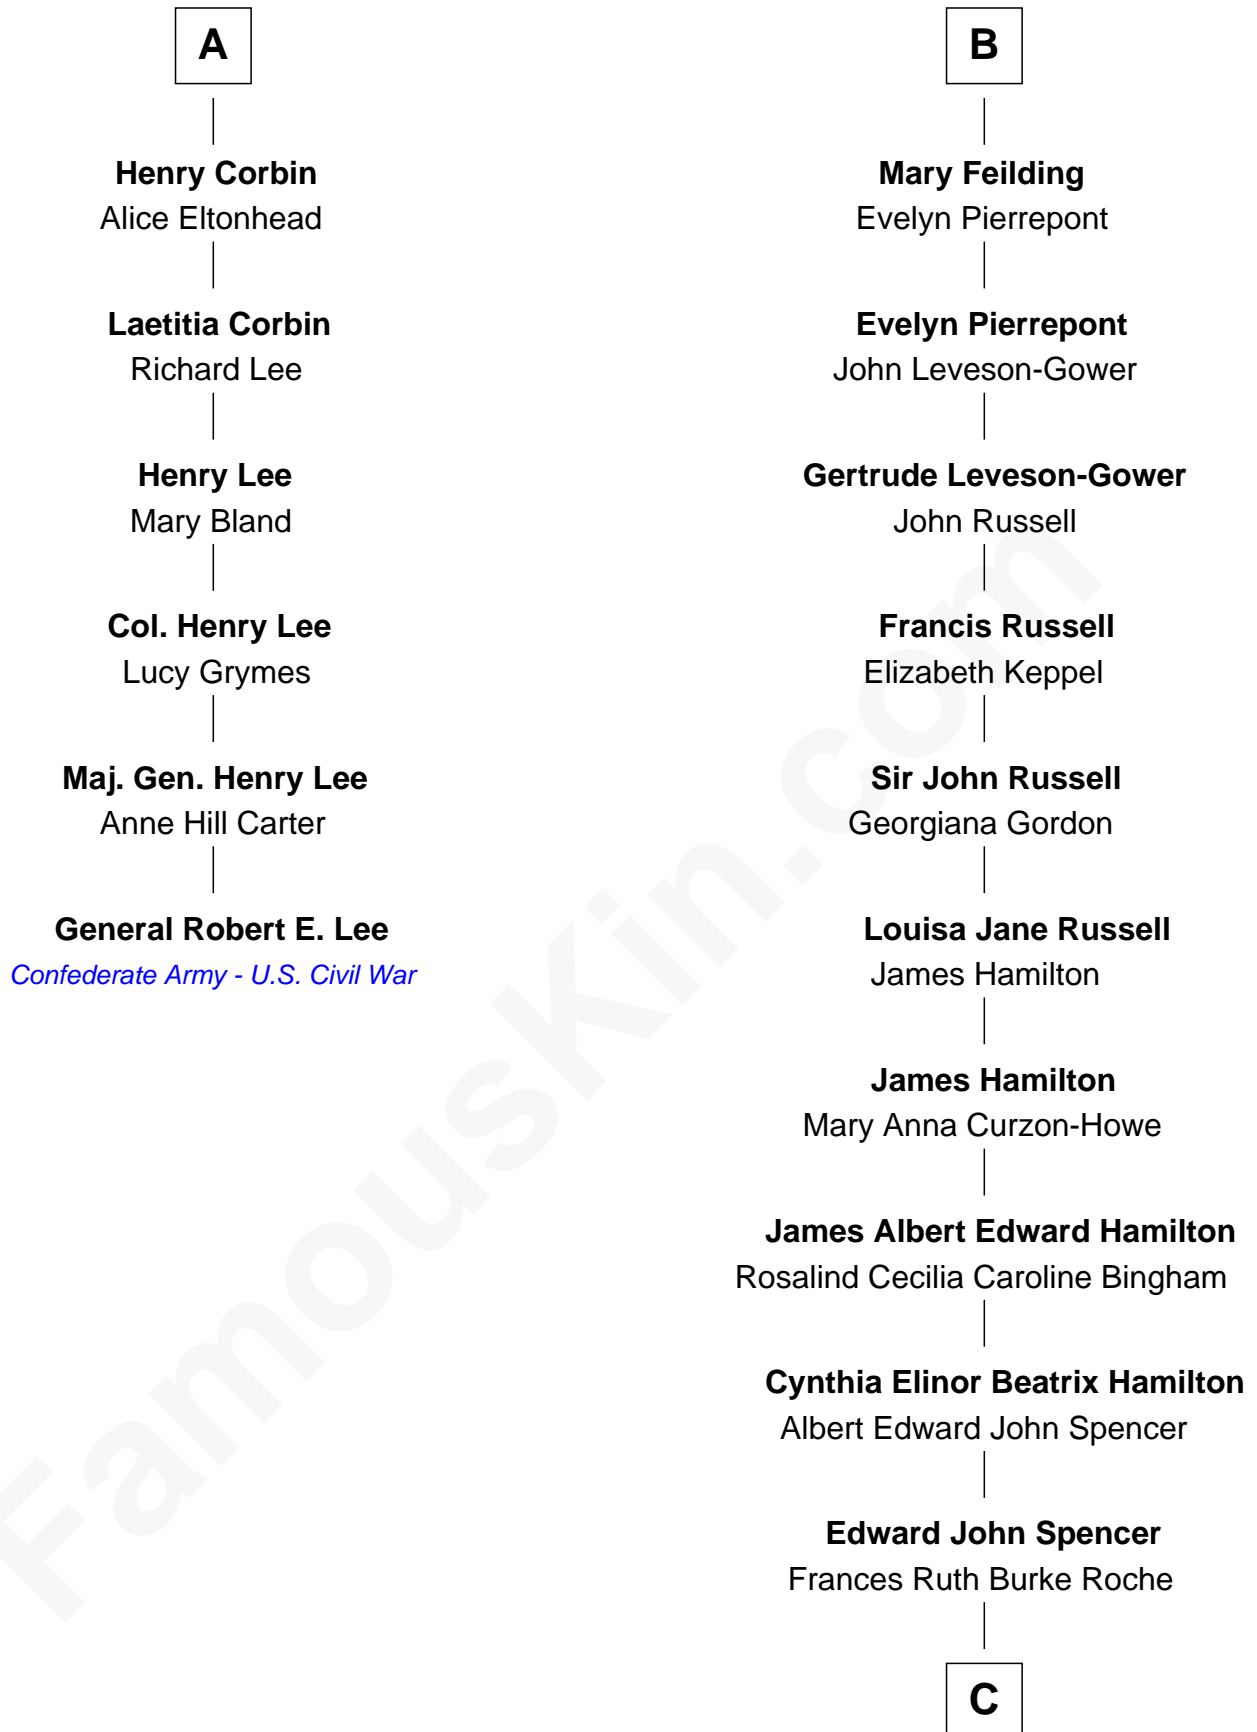 A
Henry Corbin
Alice Eltonhead
Laetitia Corbin
Richard Lee
Henry Lee
Mary Bland
Col. Henry Lee
Lucy Grymes
Maj. Gen. Henry Lee
Anne Hill Carter
General Robert E. Lee
Confederate Army - U.S. Civil War
B
Mary Feilding
Evelyn Pierrepont
Evelyn Pierrepont
John Leveson-Gower
Gertrude Leveson-Gower
John Russell
Francis Russell
Elizabeth Keppel
Sir John Russell
Georgiana Gordon
Louisa Jane Russell
James Hamilton
James Hamilton
Mary Anna Curzon-Howe
James Albert Edward Hamilton
Rosalind Cecilia Caroline Bingham
Cynthia Elinor Beatrix Hamilton
Albert Edward John Spencer
Edward John Spencer
Frances Ruth Burke Roche
C
FamousKin.com